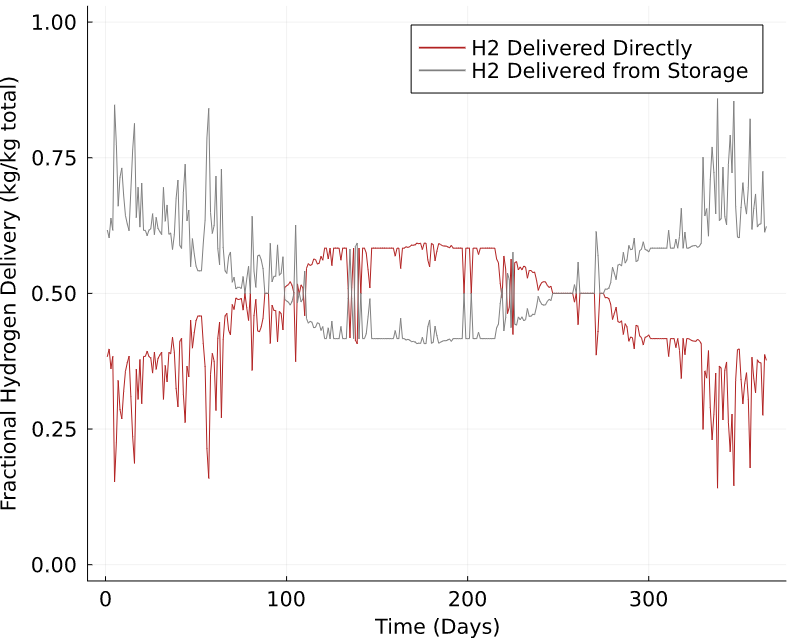 H2 Delivered Directly
H2 Delivered from Storage
Fractional Hydrogen Delivery (kg/kg total)
1.00
0.75
0.50
0.25
0.00
0 100 200 300
Time (Days)